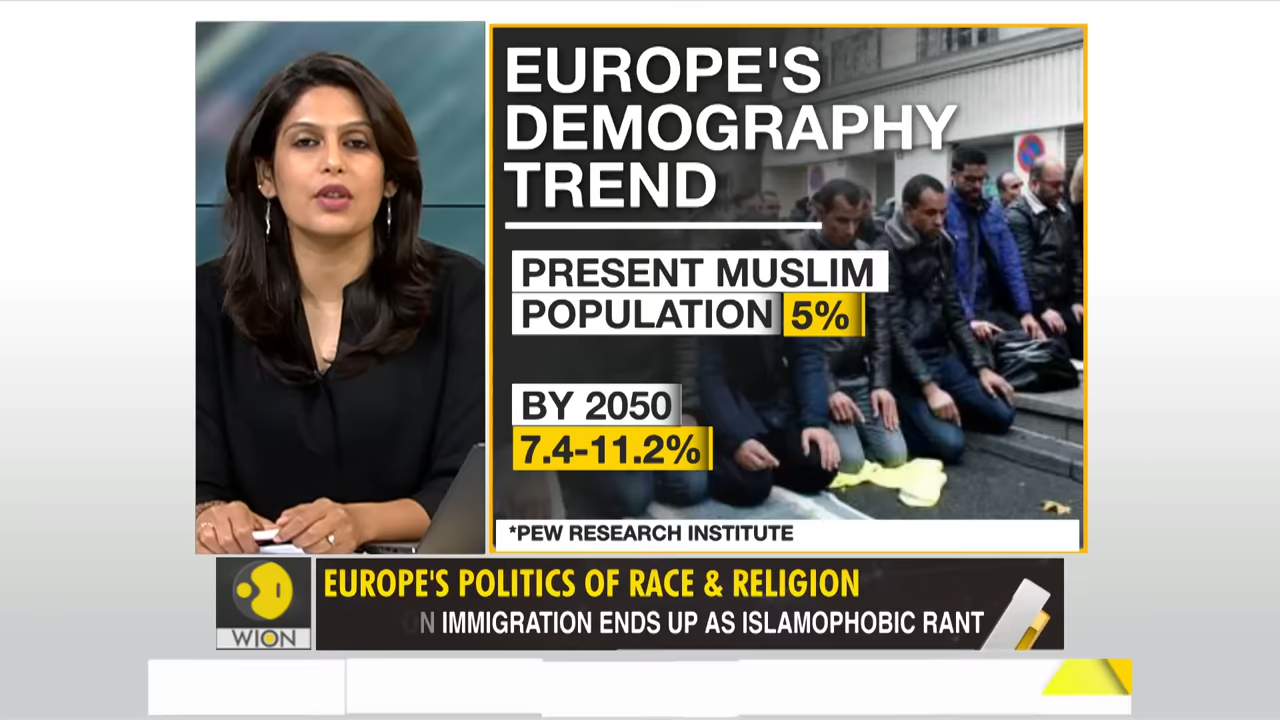 EUROPE'S
DEMOGRAPHY
TREND
PRESENT MUSLIM
POPULATION 5%
BY 2050
7.4-11.2%
*PEW RESEARCH INSTITUTE
EUROPE'S POLITICS OF RACE & RELIGION
N IMMIGRATION ENDS UP AS ISLAMOPHOBIC RANT
WION